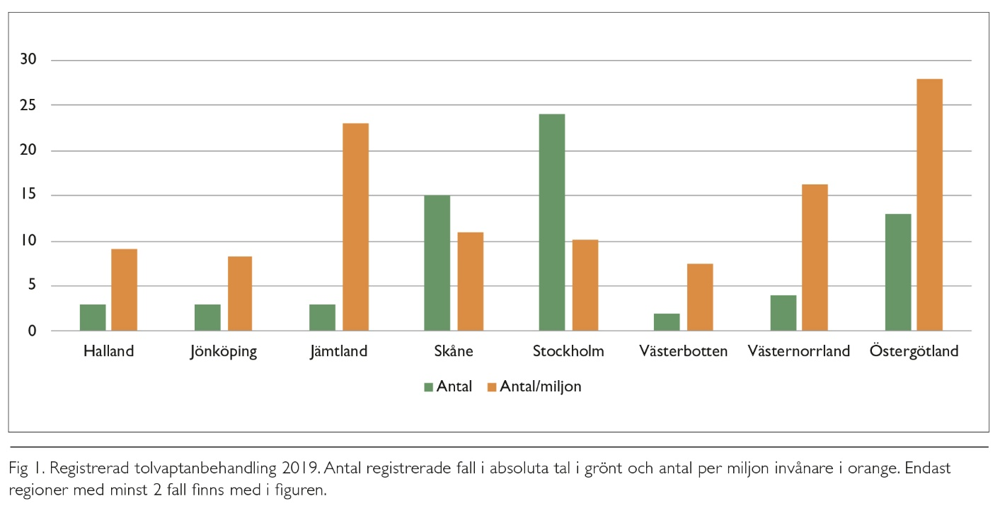 30
25
20
15
10
5
0
Halland Jönköping Jämtland Skåne Stockholm Västerbotten Västernorrland Östergötland
Antal Antal/miljon
Fig 1. Registrerad tolvaptanbehandling 2019. Antal registrerade fall i absoluta tal i grönt och antal per miljon invånare i orange. Endast
regioner med minst 2 fall finns med i figuren.